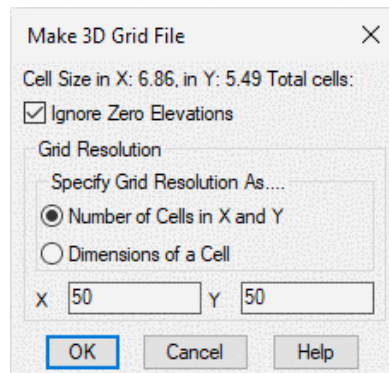 Make 3D Grid File
Cell Size in X: 6.86, in Y: 5.49 Total cells:
Ignore Zero Elevations
Grid Resolution
Specify Grid Resolution As....
Number of Cells in X and Y
Dimensions of a Cell
X 50 Y 50
OK Cancel Help